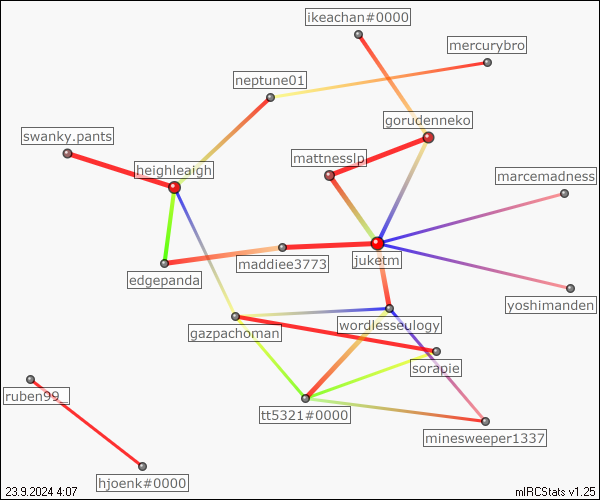 ikeachan#0000
mercurybro
neptune01
gorudenneko
swanky.pants
mattnesslp
heighleaigh
marcemadness
juketm
maddiee3773
edgepanda
yoshimanden
gazpachoman
wordlesseulogy
sorapie
ruben99_
tt5321#0000
minesweeper1337
hjoenk#0000
23.9.2024 4:07
mIRCStats v1.25